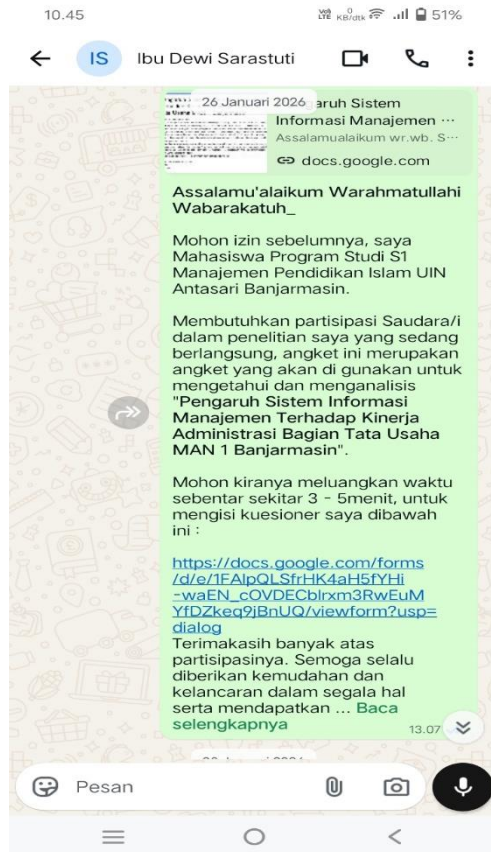 10.45
Vo) LTE 0 KB/dtk 51%
IS Ibu Dewi Sarastuti
26 Januari 2026
aruh Sistem
Informasi Manajemen ...
Assalamualaikum wr.wb. S...
docs.google.com
Assalamu'alaikum Warahmatullahi
Wabarakatuh_
Mohon izin sebelumnya, saya
Mahasiswa Program Studi S1
Manajemen Pendidikan Islam UIN
Antasari Banjarmasin.
Membutuhkan partisipasi Saudara/i
dalam penelitian saya yang sedang
berlangsung, angket ini merupakan
angket yang akan di gunakan untuk
mengetahui dan menganalisis
"Pengaruh Sistem Informasi
Manajemen Terhadap Kinerja
Administrasi Bagian Tata Usaha
MAN 1 Banjarmasin".
Mohon kiranya meluangkan waktu
sebentar sekitar 3 - 5menit, untuk
mengisi kuesioner saya dibawah
ini :
https://docs.google.com/forms
/d/e/1FAIpQLSfrHK4aH5fYHi
-waEN_cOVDECblrxm3RwEuM
YfDZkeq9jBnUQ/viewform?usp=
dialog
Terimakasih banyak atas
partisipasinya. Semoga selalu
diberikan kemudahan dan
kelancaran dalam segala hal
serta mendapatkan ... Baca
selengkapnya
13.07
Pesan